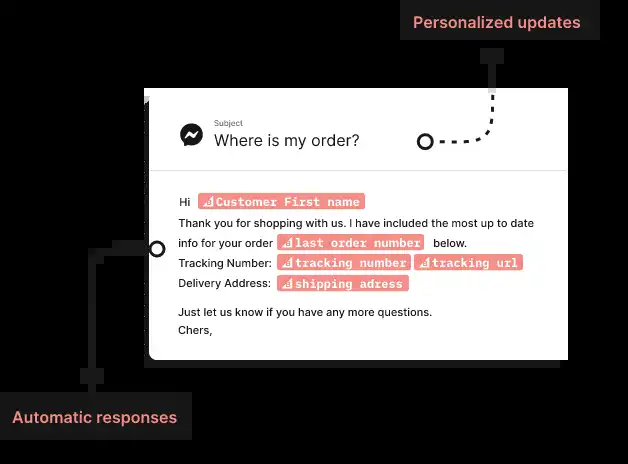 Personalized updates
Subject
Where is my order?
Hi Customer First name
Thank you for shopping with us. I have included the most up to date
info for your order last order number below.
Tracking Number: tracking number tracking url
Delivery Address: shipping adress
Just let us know if you have any more questions.
Chers,
Automatic responses